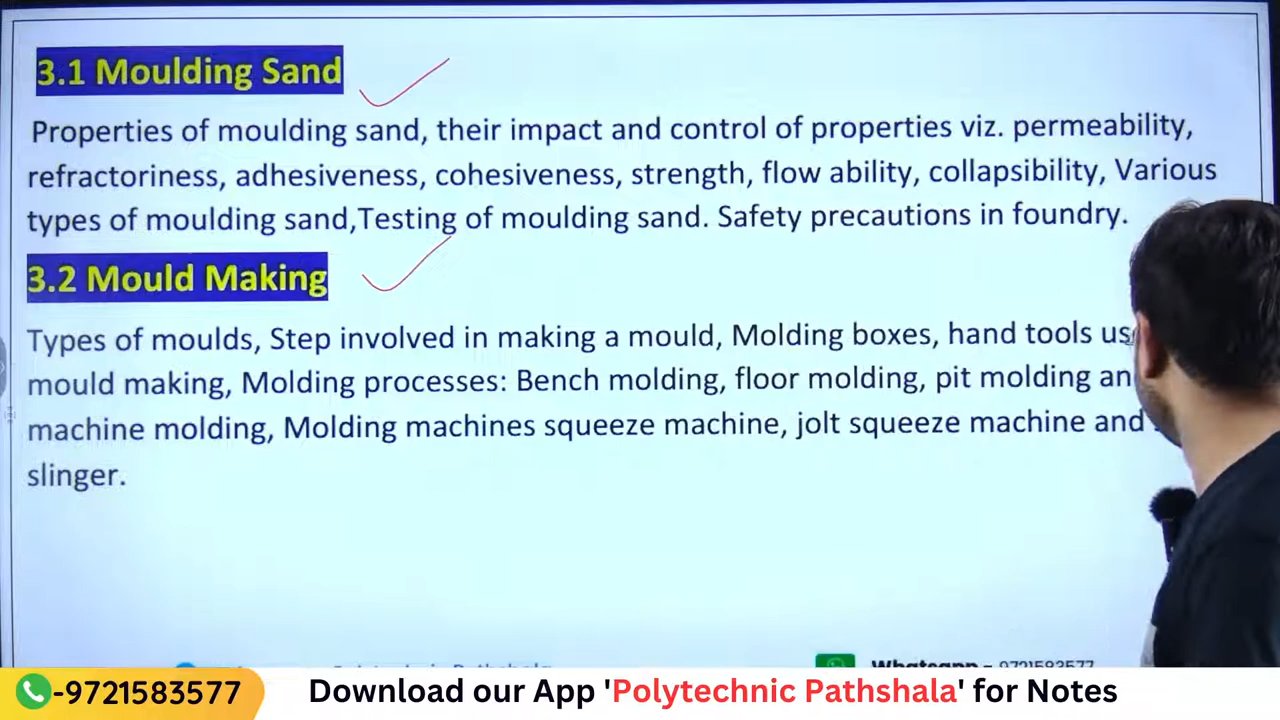 3.1 Moulding Sand
Properties of moulding sand, their impact and control of properties viz. permeability,
refractoriness, adhesiveness, cohesiveness, strength, flow ability, collapsibility, Various
types of moulding sand,Testing of moulding sand. Safety precautions in foundry.
3.2 Mould Making
Types of moulds, Step involved in making a mould, Molding boxes, hand tools
mould making, Molding processes: Bench molding, floor molding, pit molding
machine molding, Molding machines squeeze machine, jolt squeeze machine and
slinger.
Whatsapp - 9721583577
-9721583577
Download our App 'Polytechnic Pathshala' for Notes